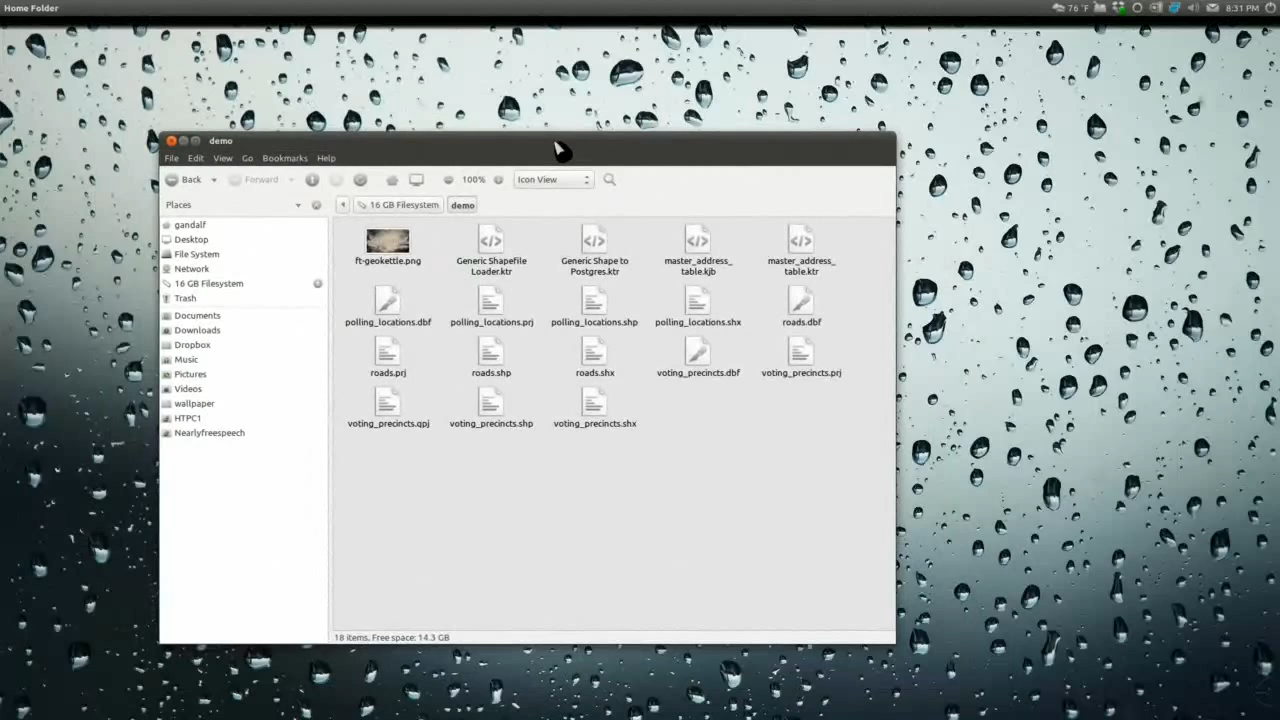 Home Folder
76 °F
8:31 PM
demo
File Edit View Go Bookmarks Help
Back Forward 100% Icon View
Places
16 GB Filesystem demo
gandalf
Desktop
File System
Network
16 GB Filesystem
Trash
Documents
Downloads
Dropbox
Music
Pictures
Videos
wallpaper
HTPC1
Nearlyfreespeech
ft-geokettle.png
Generic Shapefile
Loader.ktr
Generic Shape to
Postgres.ktr
master_address_
table.kjb
master_address_
table.ktr
polling_locations.dbf
polling_locations.prj
polling_locations.shp
polling_locations.shx
roads.dbf
roads.prj
roads.shp
roads.shx
voting_precincts.dbf
voting_precincts.prj
voting_precincts.qpj
voting_precincts.shp
voting_precincts.shx
18 items, Free space: 14.3 GB